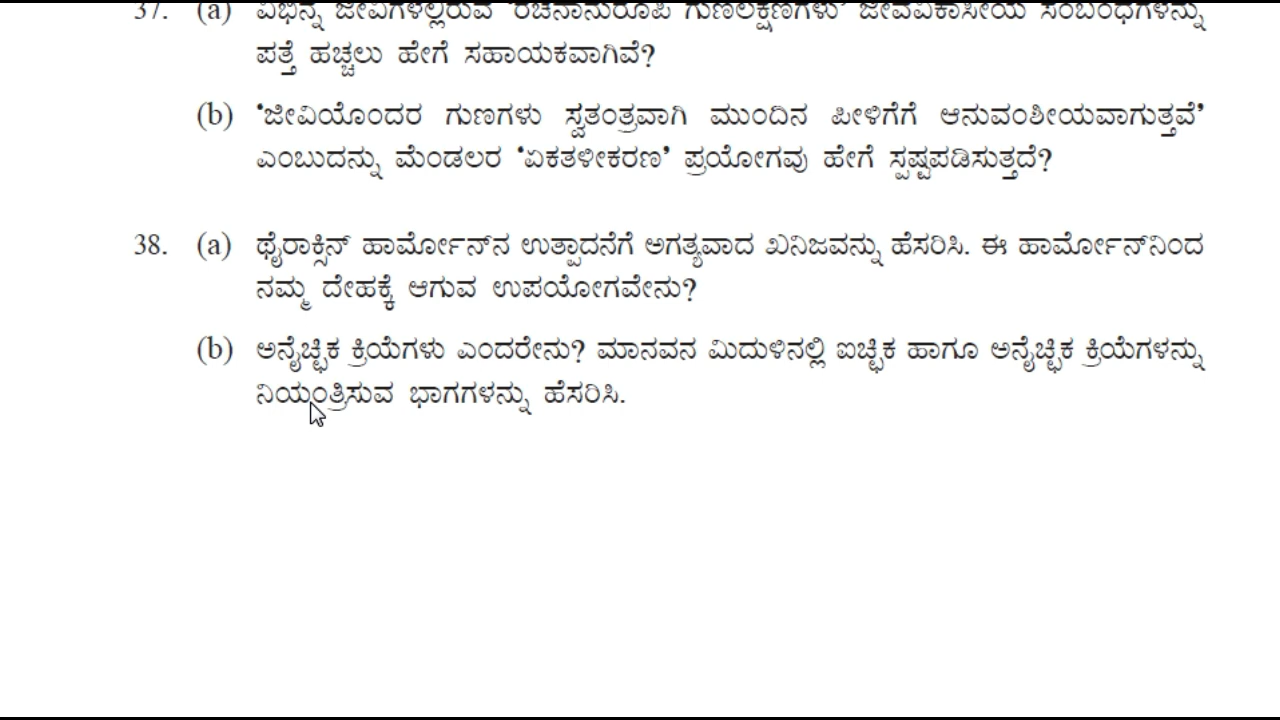 37. (a) ವಿಭಿನ್ನ ಜೀವಿಗಳಲ್ಲಿರುವ ‘ರಚನಾನುರೂಪಿ ಗುಣಲಕ್ಷಣಗಳು’ ಜೀವವಿಕಾಸೀಯ ಸಂಬಂಧಗಳನ್ನು
ಪತ್ತೆ ಹಚ್ಚಲು ಹೇಗೆ ಸಹಾಯಕವಾಗಿವೆ?
(b) ‘ಜೀವಿಯೊಂದರ ಗುಣಗಳು ಸ್ವತಂತ್ರವಾಗಿ ಮುಂದಿನ ಪೀಳಿಗೆಗೆ ಆನುವಂಶೀಯವಾಗುತ್ತವೆ’
ಎಂಬುದನ್ನು ಮೆಂಡಲರ ‘ಏಕತಳೀಕರಣ’ ಪ್ರಯೋಗವು ಹೇಗೆ ಸ್ಪಷ್ಟಪಡಿಸುತ್ತದೆ?
38. (a) ಥೈರಾಕ್ಸಿನ್ ಹಾರ್ಮೋನ್‌ನ ಉತ್ಪಾದನೆಗೆ ಅಗತ್ಯವಾದ ಖನಿಜವನ್ನು ಹೆಸರಿಸಿ. ಈ ಹಾರ್ಮೋನ್‌ನಿಂದ
ನಮ್ಮ ದೇಹಕ್ಕೆ ಆಗುವ ಉಪಯೋಗವೇನು?
(b) ಅನೈಚ್ಛಿಕ ಕ್ರಿಯೆಗಳು ಎಂದರೇನು? ಮಾನವನ ಮಿದುಳಿನಲ್ಲಿ ಐಚ್ಛಿಕ ಹಾಗೂ ಅನೈಚ್ಛಿಕ ಕ್ರಿಯೆಗಳನ್ನು
ನಿಯಂತ್ರಿಸುವ ಭಾಗಗಳನ್ನು ಹೆಸರಿಸಿ.